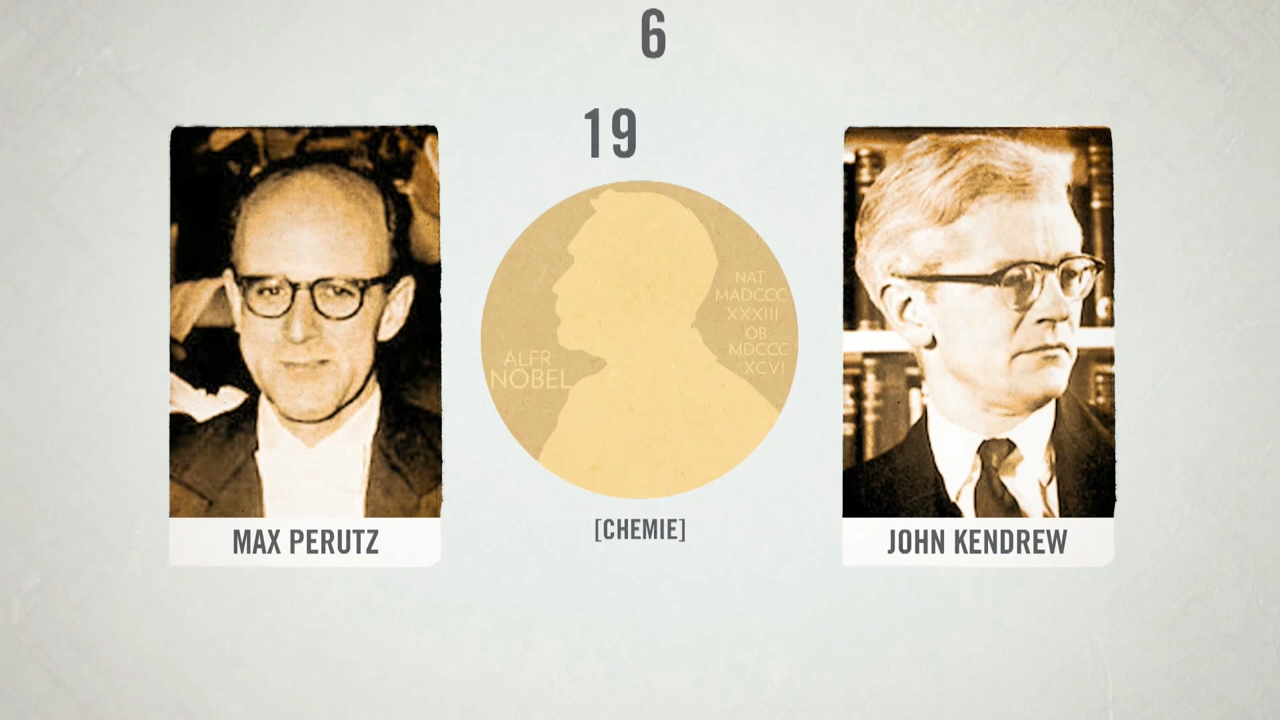 6
19
NAT
MADCCC
XXXIII
OB:
MDCCC
XCVI
ALFR
NOBEL
[CHEMIE]
MAX PERUTZ
JOHN KENDREW